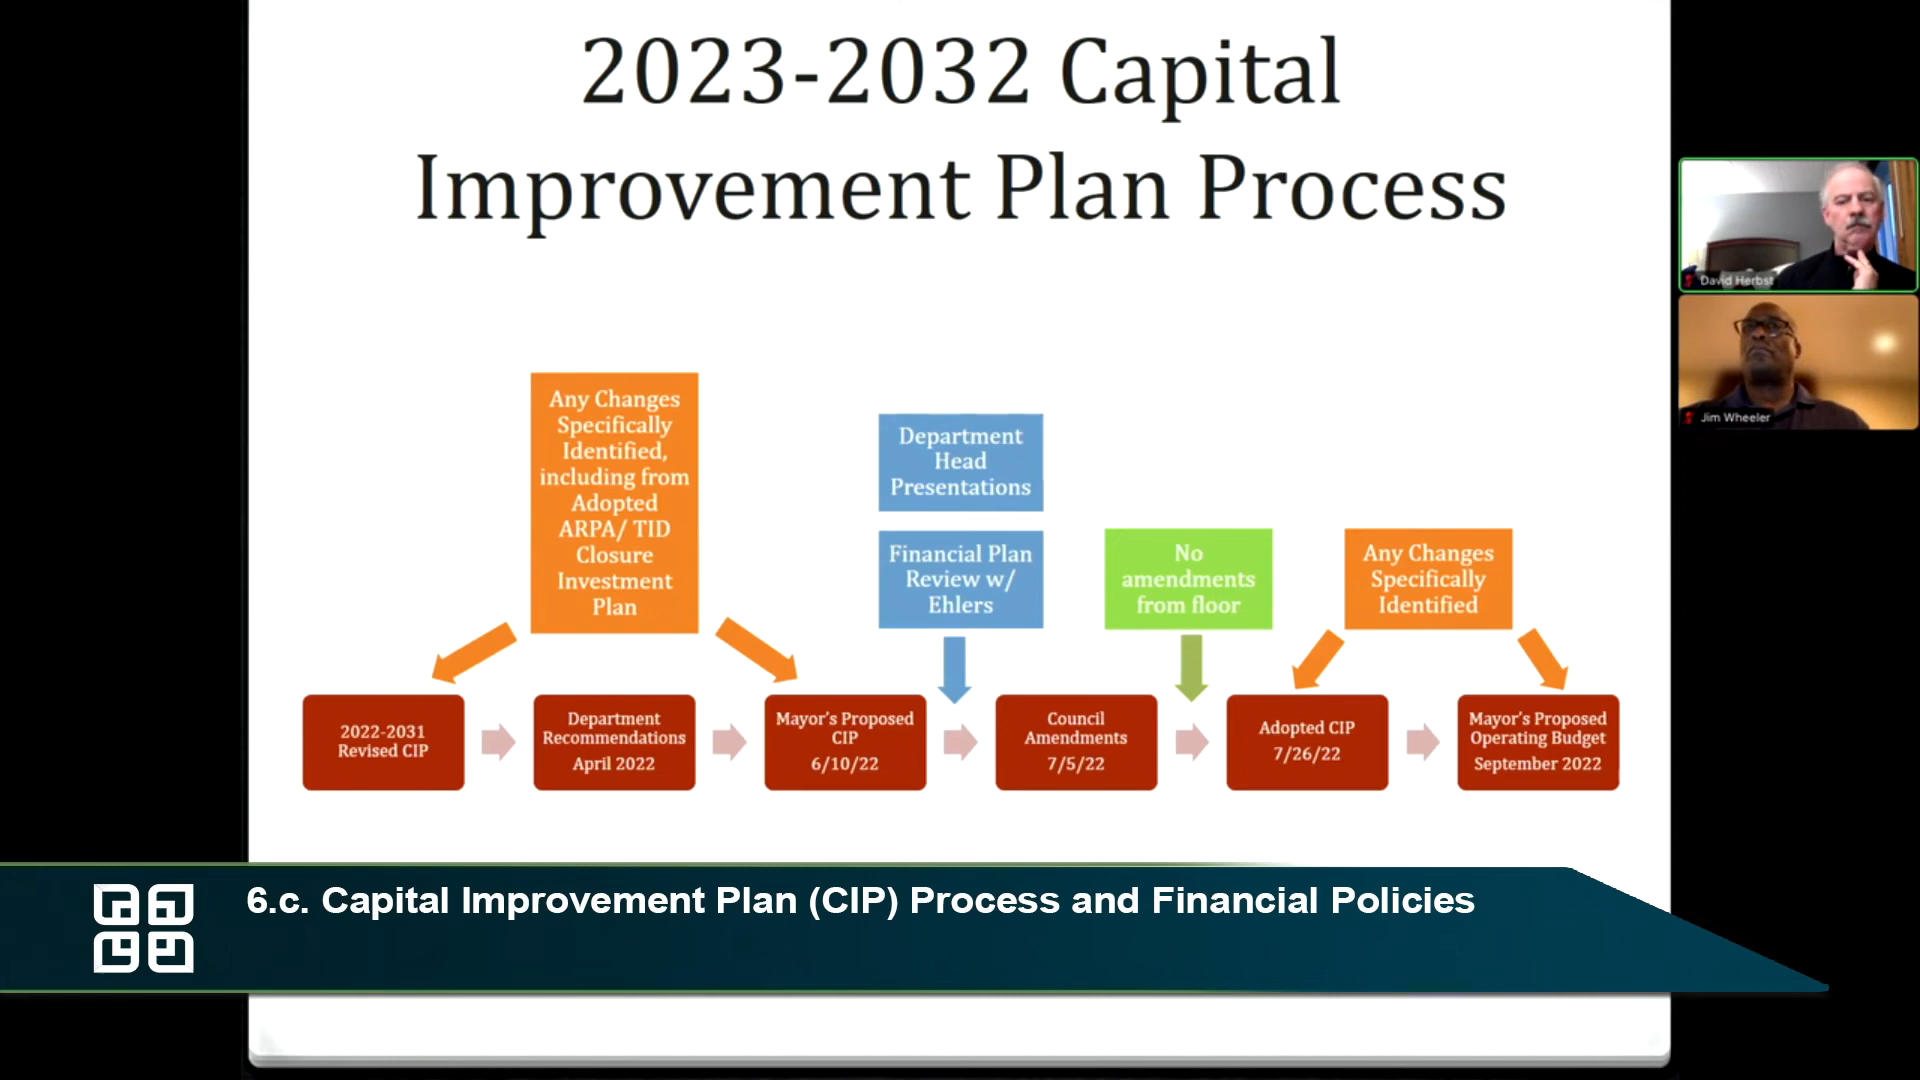 2023-2032 Capital
Improvement Plan Process
Any Changes
Specifically
Identified,
including from
Adopted
ARPA/ TID
Closure
Investment
Plan
Department
Head
Presentations
Financial Plan
Review w/
Ehlers
No
amendments
from floor
Any Changes
Specifically
Identified
2022-2031
Revised CIP
Department
Recommendations
April 2022
Mayor's Proposed
CIP
6/10/22
Council
Amendments
7/5/22
Adopted CIP
7/26/22
Mayor's Proposed
Operating Budget
September 2022
David Herbst
Jim Wheeler
6.c. Capital Improvement Plan (CIP) Process and Financial Policies